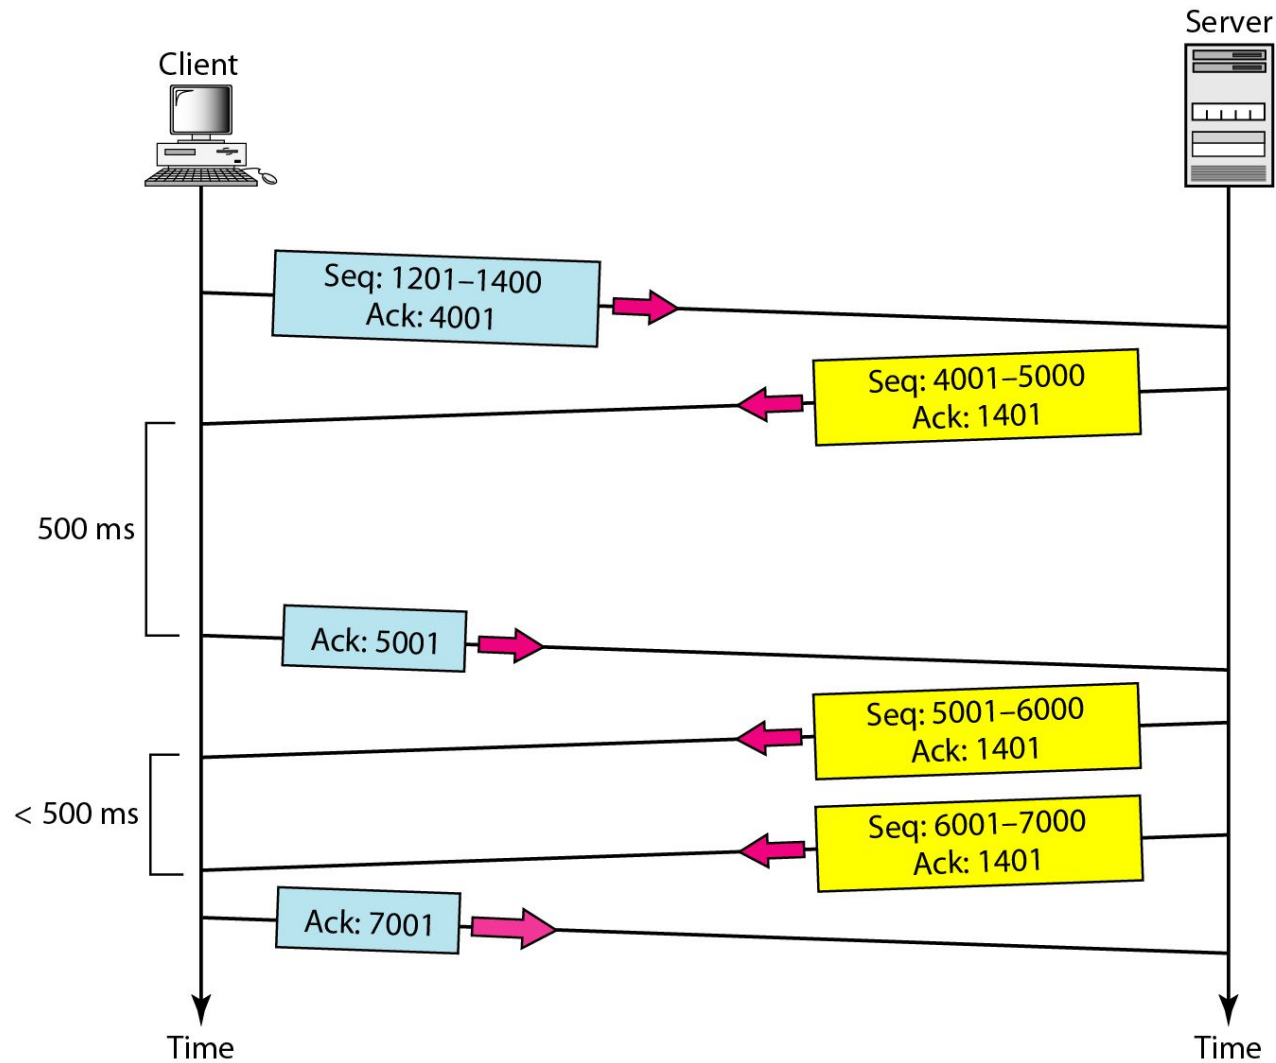 Server
Client
Seq: 1201–1400
Ack: 4001
Seq: 4001–5000
Ack: 1401
500 ms
Ack: 5001
Seq: 5001–6000
Ack: 1401
< 500 ms
Seq: 6001–7000
Ack: 1401
Ack: 7001
Time
Time